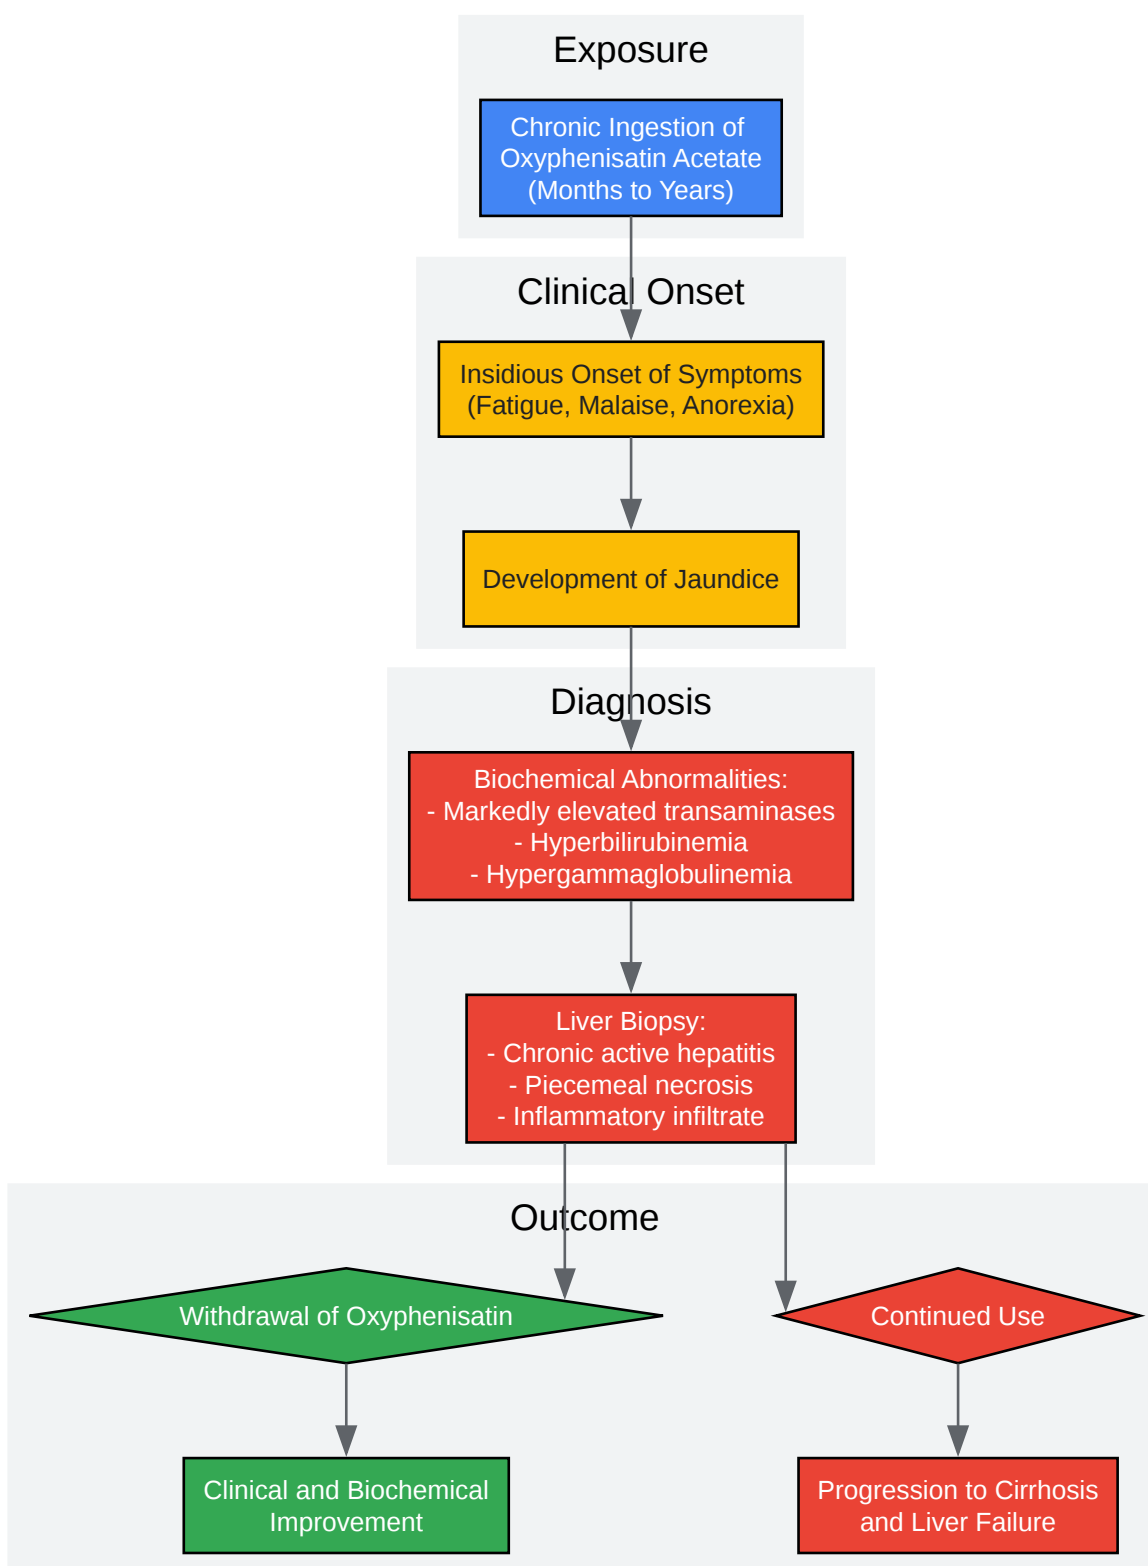 Exposure
Chronic Ingestion of
Oxyphenisatin Acetate
(Months to Years)
Clinical Onset
Insidious Onset of Symptoms
(Fatigue, Malaise, Anorexia)
Development of Jaundice
Diagnosis
Biochemical Abnormalities:
- Markedly elevated transaminases
- Hyperbilirubinemia
- Hypergammaglobulinemia
Liver Biopsy:
- Chronic active hepatitis
- Piecemeal necrosis
- Inflammatory infiltrate
Outcome
Withdrawal of Oxyphenisatin
Continued Use
Clinical and Biochemical
Improvement
Progression to Cirrhosis
and Liver Failure